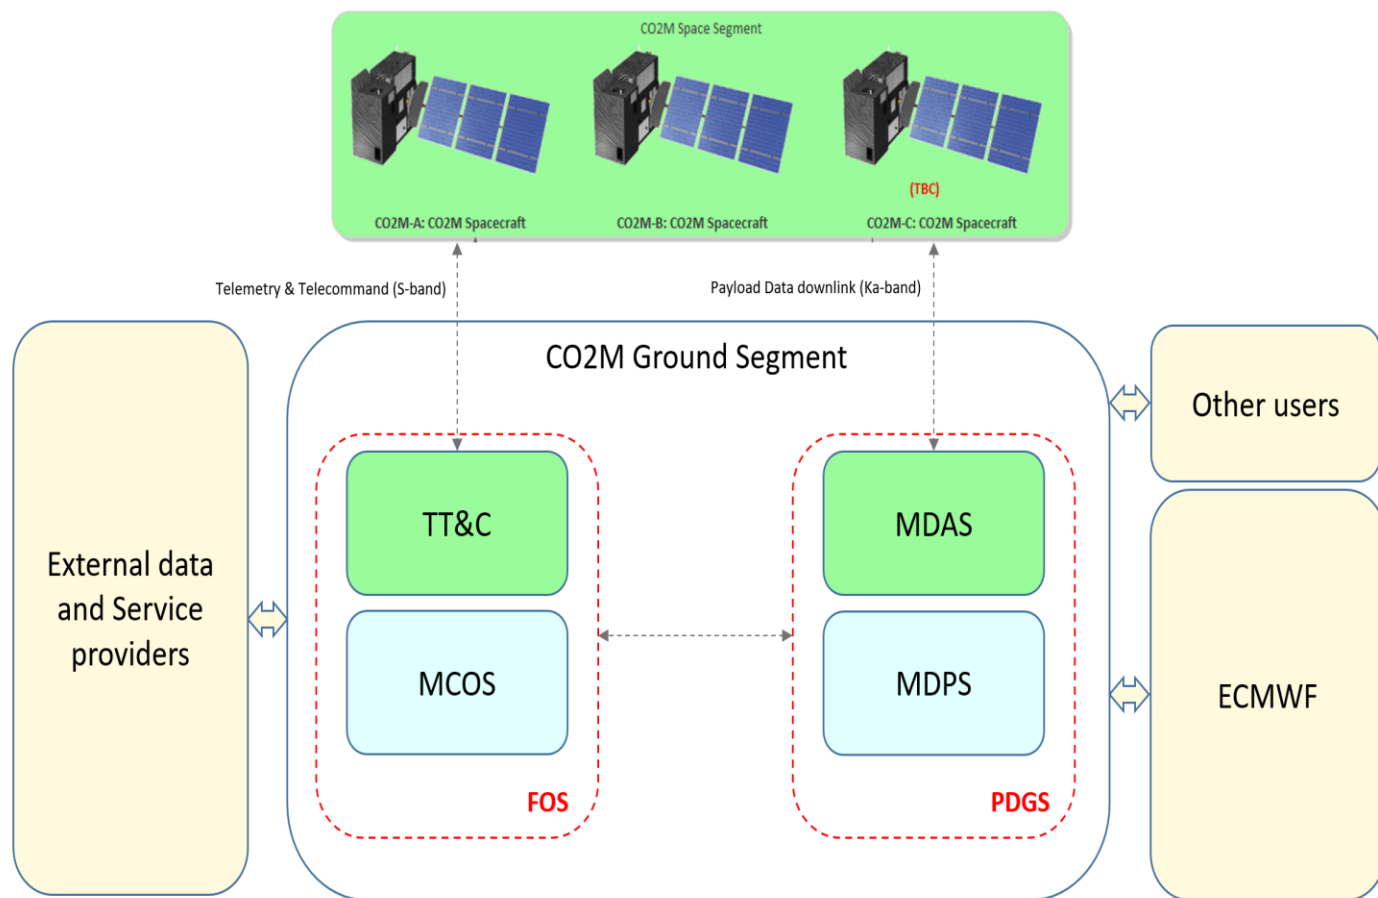 CO2M Space Segment
(TBC)
CO2M-A: CO2M Spacecraft
CO2M-B: CO2M Spacecraft
CO2M-C: CO2M Spacecraft
Telemetry & Telecommand (S-band)
Payload Data downlink (Ka-band)
CO2M Ground Segment
External data
and Service
providers
TT&C
MCOS
FOS
MDAS
MDPS
PDGS
Other users
ECMWF